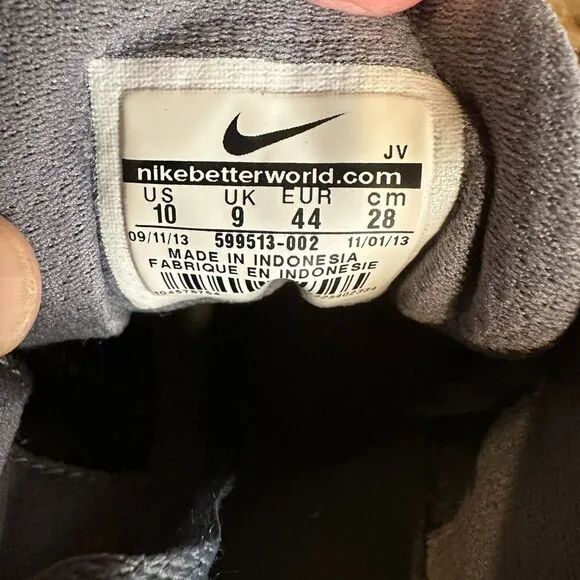 JV
nikebetterworld.com
US UK EUR cm
10 9 44 28
09/11/13 599513-002 11/01/13
MADE IN INDONESIA
FABRIQUE EN INDONESIE